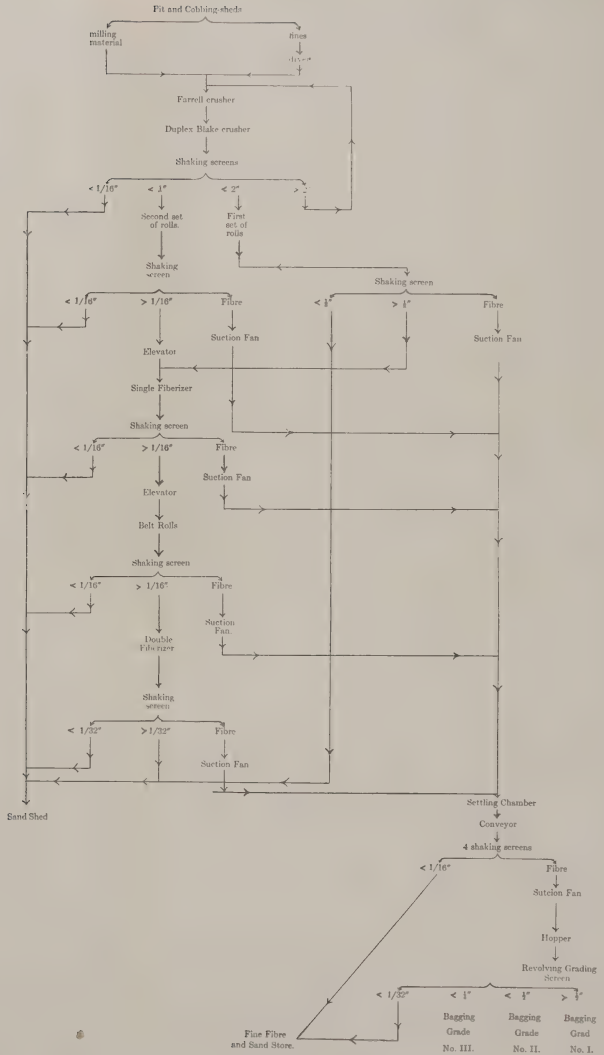 Pit and Cobbing-sheds
milling
material
fines
Farrell crusher
Duplex Blake crusher
Shaking screens
< 1/16"
< 2"
Second set
of rolls.
First
set of
rolls
Shaking
screen
Shaking screen
< 1/16"
> 1/16"
Fibre
Fibre
Suction Fan
Suction Fan
Elevator
Single Fiberizer
Shaking screen
< 1/16"
> 1/16"
Fibre
Suction Fan
Elevator
Belt Rolls
Shaking screen
< 1/16"
> 1/16"
Fibre
Suction
Fan.
Double
Fiberizer
Shaking
screen
< 1/32"
> 1/32"
Fibre
Suction Fan
Sand Shed
Settling Chamber
Conveyor
4 shaking screens
< 1/16"
Fibre
Sutcion Fan
Hopper
Revolving Grading
Screen
< 1/32"
Bagging
Grade
No. III.
Bagging
Grade
No. II.
Bagging
Grad
No. I.
Fine Fibre
and Sand Store.